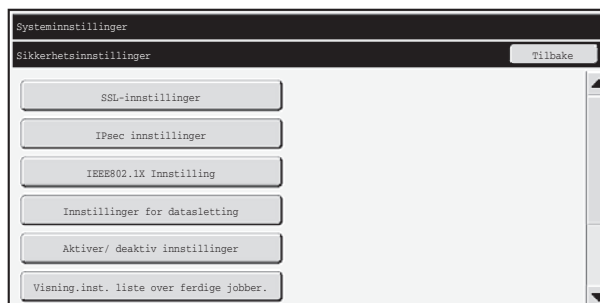 Systeminnstillinger
Sikkerhetsinnstillinger
Tilbake
SSL-innstillinger
IPsec innstillinger
IEEE802.1X Innstilling
Innstillinger for datasletting
Aktiver/ deaktiv innstillinger
Visning.inst. liste over ferdige jobber.